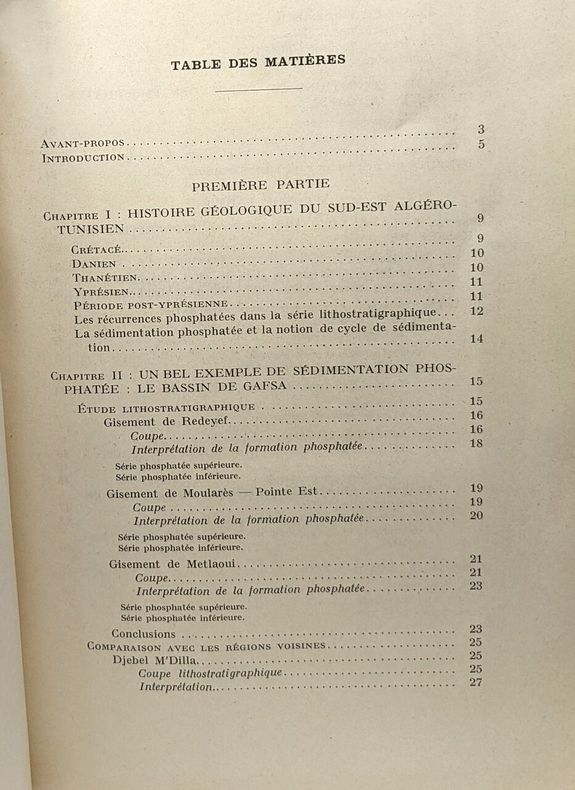 TABLE DES MATIÈRES
AVANT-PROPOS 3
INTRODUCTION 5
PREMIÈRE PARTIE
CHAPITRE I : HISTOIRE GÉOLOGIQUE DU SUD-EST ALGÉRO-
TUNISIEN 9
CRÉTACÉ 9
DANIEN 10
THANÉTIEN 10
YPRÉSIEN 11
PÉRIODE POST-YPRÉSIENNE 11
Les récurrences phosphatées dans la série lithostratigraphique 12
La sédimentation phosphatée et la notion de cycle de sédimenta-
tion 14
CHAPITRE II : UN BEL EXEMPLE DE SÉDIMENTATION PHOS-
PHATÉE : LE BASSIN DE GAFSA 15
ÉTUDE LITHOSTRATIGRAPHIQUE 15
Gisement de Redeyef 16
Coupe 16
Interprétation de la formation phosphatée 18
Série phosphatée supérieure.
Série phosphatée inférieure.
Gisement de Moularès — Pointe Est 19
Coupe 19
Interprétation de la formation phosphatée 20
Série phosphatée supérieure.
Série phosphatée inférieure.
Gisement de Metlaoui 21
Coupe 21
Interprétation de la formation phosphatée 23
Série phosphatée supérieure.
Série phosphatée inférieure.
Conclusions 23
COMPARAISON AVEC LES RÉGIONS VOISINES 25
Djebel M'Dilla 25
Coupe lithostratigraphique 25
Interprétation 27